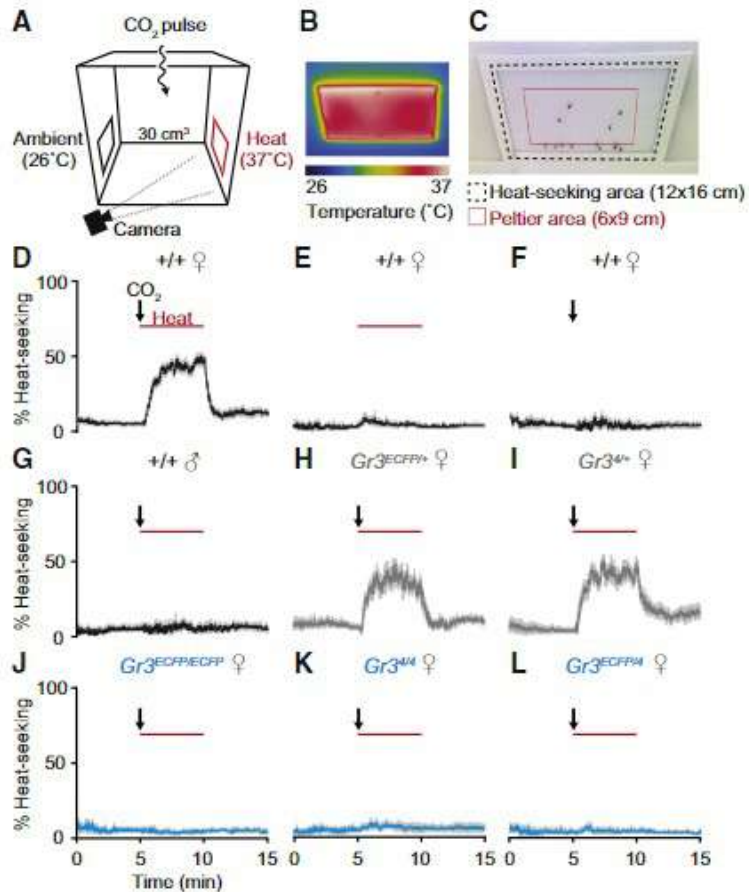 A
CO2 pulse
Ambient
(26˚C)
30 cm³
Heat
(37˚C)
Camera
B
26 37
Temperature (˚C)
C
Heat-seeking area (12x16 cm)
Peltier area (6x9 cm)
D +/+ ♀
% Heat-seeking
100
50
0
CO2
Heat
E +/+ ♀
F +/+ ♀
G +/+ ♂
% Heat-seeking
100
50
0
H Gr3ECFP/+ ♀
I Gr34/+ ♀
J Gr3ECFP/ECFP ♀
% Heat-seeking
100
50
0
0 5 10 15
Time (min)
K Gr34/4 ♀
0 5 10 15
L Gr3ECFP/4 ♀
0 5 10 15